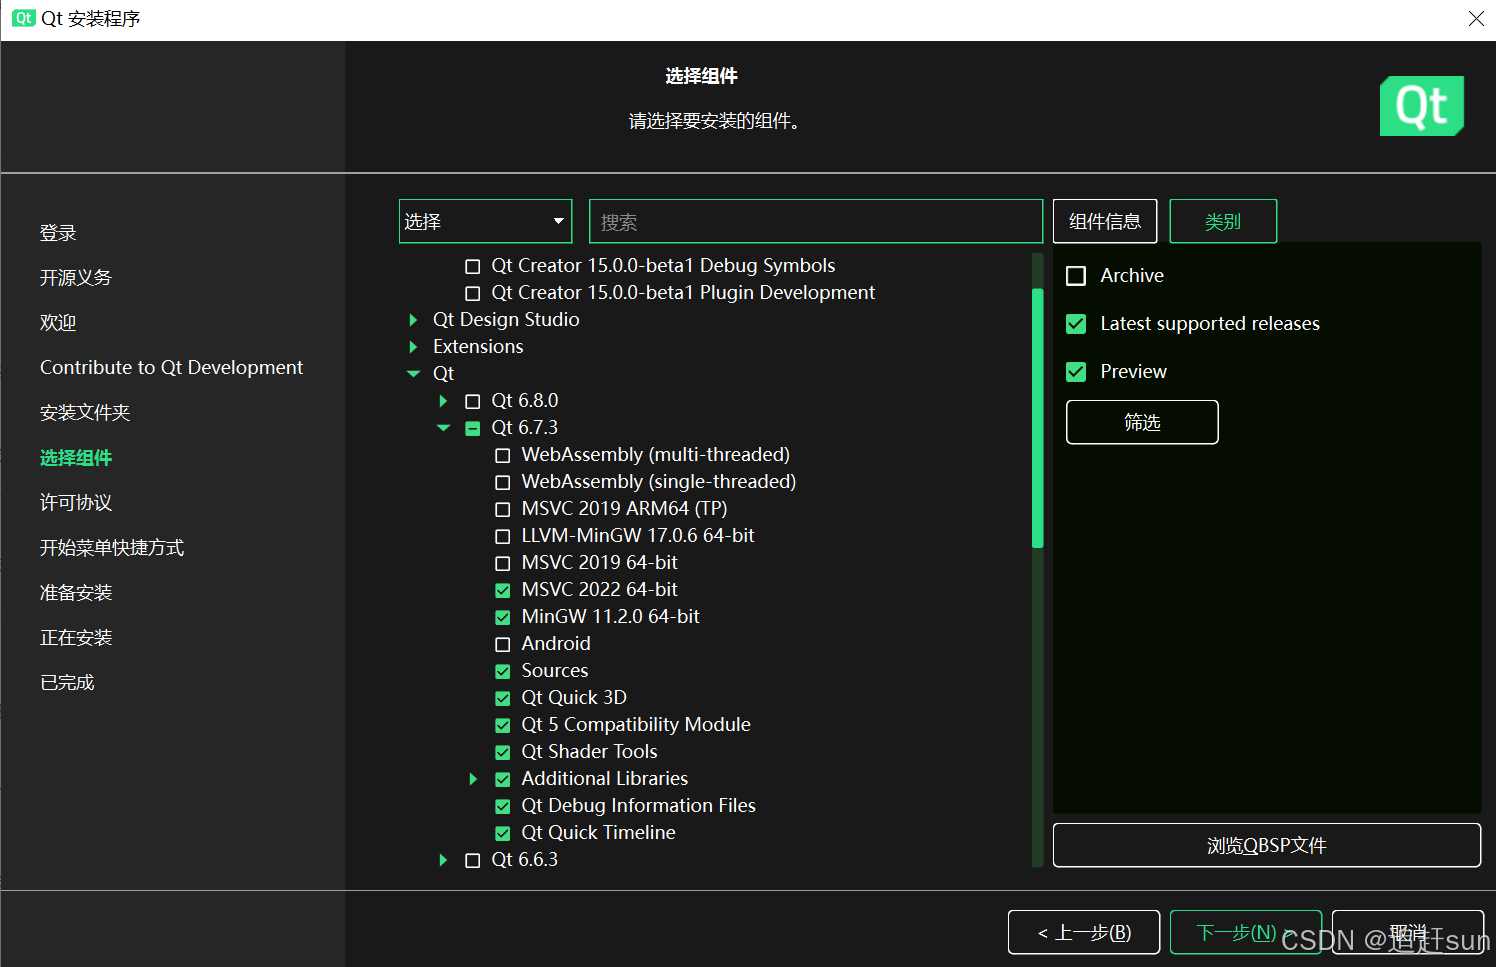 Qt Qt 安装程序
选择组件
请选择要安装的组件。
Qt
登录
开源义务
欢迎
Contribute to Qt Development
安装文件夹
选择组件
许可协议
开始菜单快捷方式
准备安装
正在安装
已完成
选择
搜索
Qt Creator 15.0.0-beta1 Debug Symbols
Qt Creator 15.0.0-beta1 Plugin Development
Qt Design Studio
Extensions
Qt
Qt 6.8.0
Qt 6.7.3
WebAssembly (multi-threaded)
WebAssembly (single-threaded)
MSVC 2019 ARM64 (TP)
LLVM-MinGW 17.0.6 64-bit
MSVC 2019 64-bit
MSVC 2022 64-bit
MinGW 11.2.0 64-bit
Android
Sources
Qt Quick 3D
Qt 5 Compatibility Module
Qt Shader Tools
Additional Libraries
Qt Debug Information Files
Qt Quick Timeline
Qt 6.6.3
组件信息
类别
Archive
Latest supported releases
Preview
筛选
浏览QBSP文件
< 上一步(B)
下一步(N) >
取消
CSDN @追赶sun